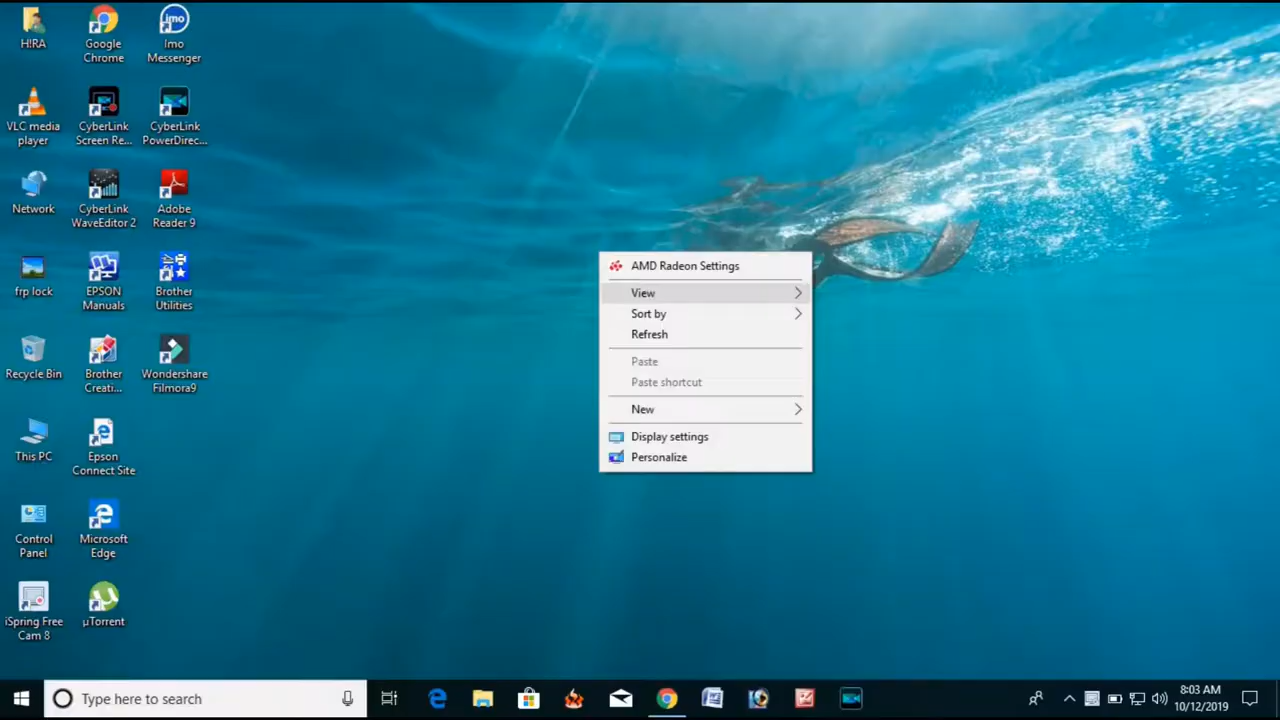 H!RA
Google
Chrome
imo
Imo
Messenger
VLC media
player
CyberLink
Screen Re...
CyberLink
PowerDirec...
Network
CyberLink
WaveEditor 2
Adobe
Reader 9
frp lock
EPSON
Manuals
Brother
Utilities
Recycle Bin
Brother
Creati...
Wondershare
Filmora9
This PC
Epson
Connect Site
Control
Panel
Microsoft
Edge
iSpring Free
Cam 8
µTorrent
AMD Radeon Settings
View
Sort by
Refresh
Paste
Paste shortcut
New
Display settings
Personalize
Type here to search
8:03 AM
10/12/2019